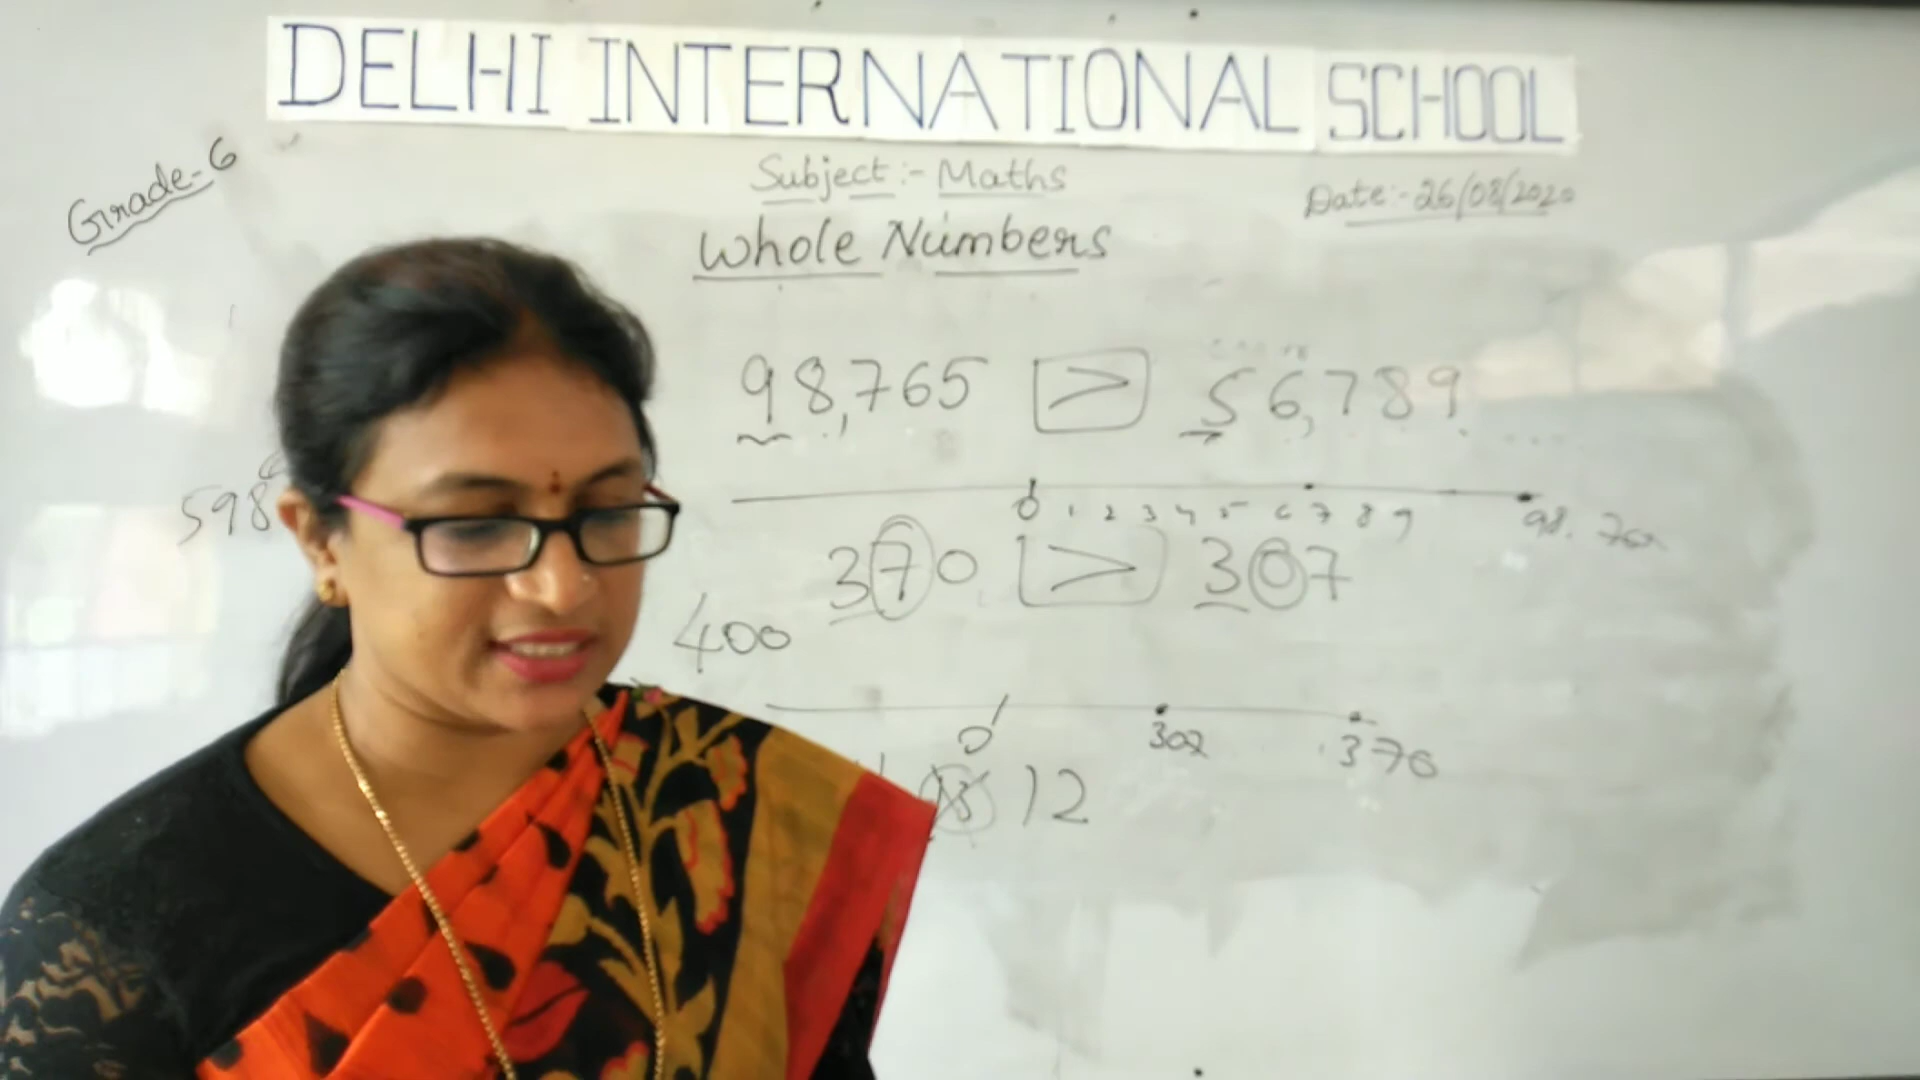 DELHI INTERNATIONAL SCHOOL
Grade-6
Subject:- Maths
Date:-26/08/2020
Whole Numbers
98,765 > 56,789
0 1 2 3 4 5 6 7 8 9
598
370 > 307
400
0 307 370
12